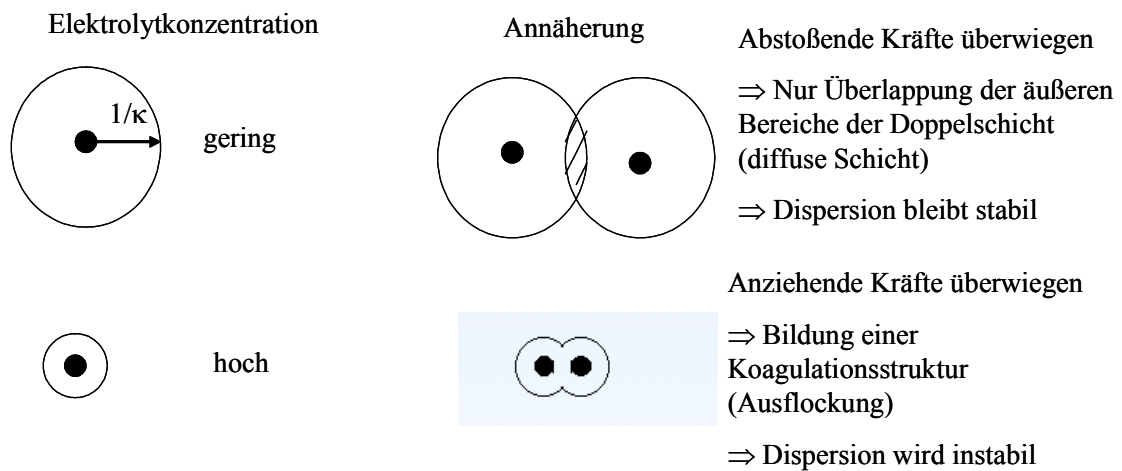 Elektrolytkonzentration
Annäherung
1/κ
gering
Abstoßende Kräfte überwiegen
⇒ Nur Überlappung der äußeren
Bereiche der Doppelschicht
(diffuse Schicht)
⇒ Dispersion bleibt stabil
hoch
Anziehende Kräfte überwiegen
⇒ Bildung einer
Koagulationsstruktur
(Ausflockung)
⇒ Dispersion wird instabil